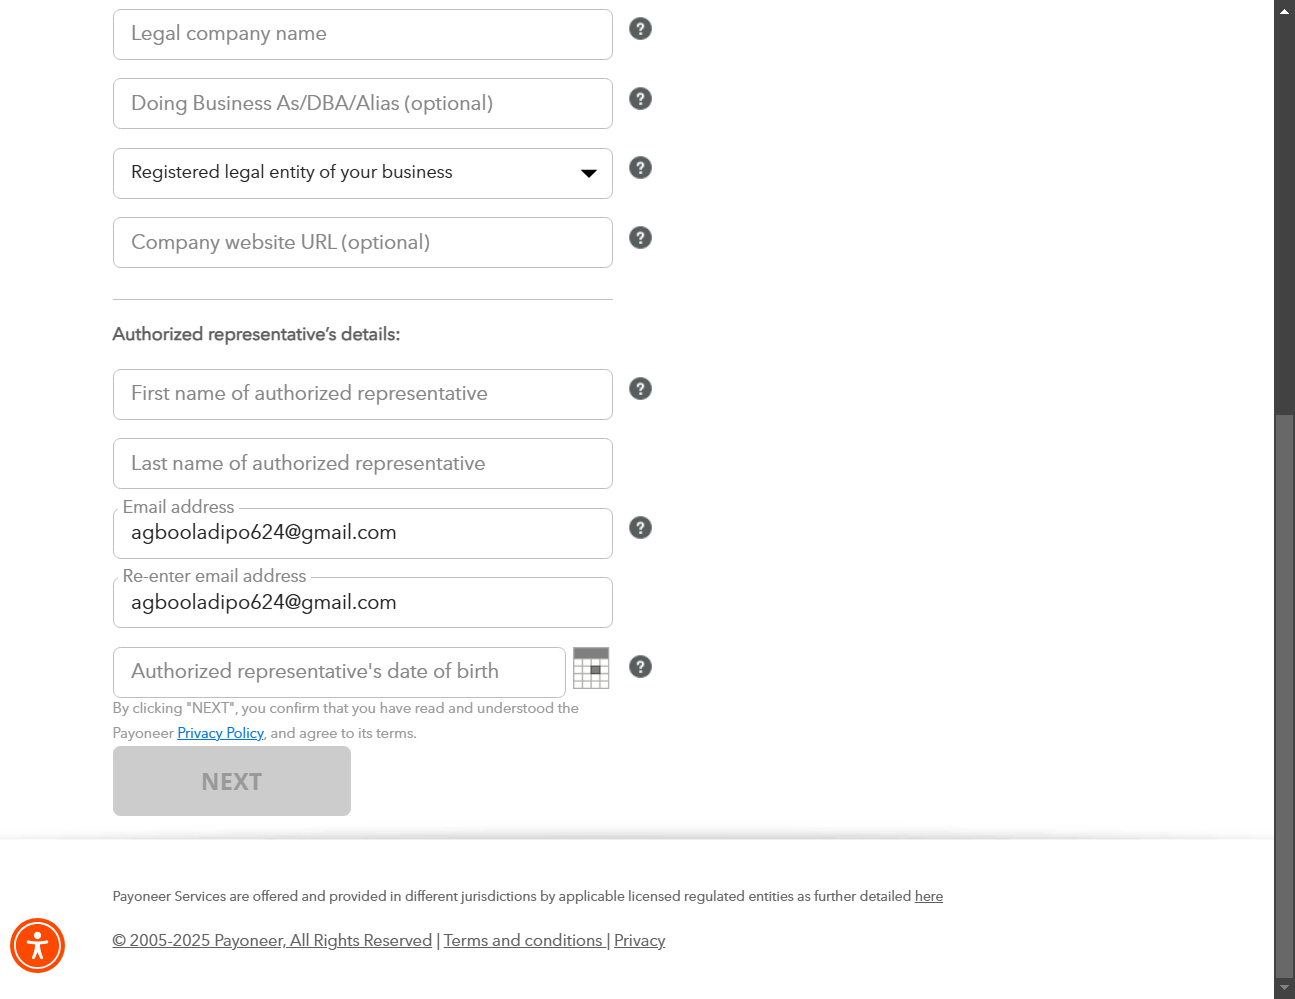 Legal company name
?
Doing Business As/DBA/Alias (optional)
?
Registered legal entity of your business
?
Company website URL (optional)
?
Authorized representative's details:
First name of authorized representative
?
Last name of authorized representative
Email address
agbooladipo624@gmail.com
?
Re-enter email address
agbooladipo624@gmail.com
Authorized representative's date of birth
?
By clicking "NEXT", you confirm that you have read and understood the
Payoneer Privacy Policy, and agree to its terms.
NEXT
Payoneer Services are offered and provided in different jurisdictions by applicable licensed regulated entities as further detailed here
© 2005-2025 Payoneer, All Rights Reserved | Terms and conditions | Privacy